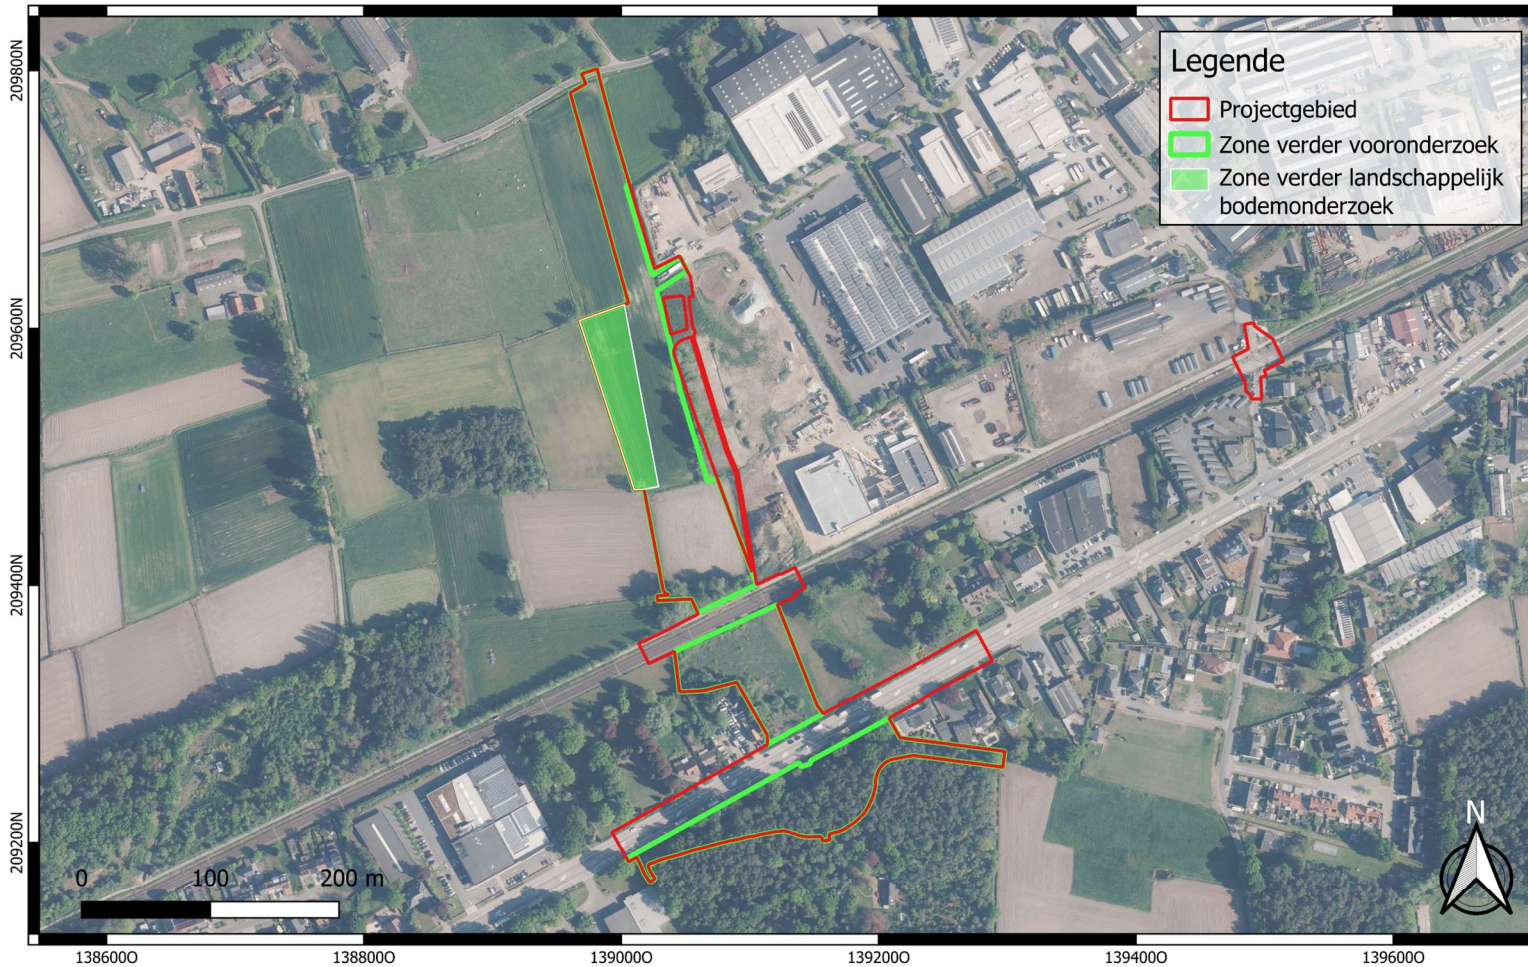 Legende
Projectgebied
Zone verder vooronderzoek
Zone verder landschappelijk
bodemonderzoek
209800N
209600N
209400N
209200N
0 100 200 m
N
138600O 138800O 139000O 139200O 139400O 139600O